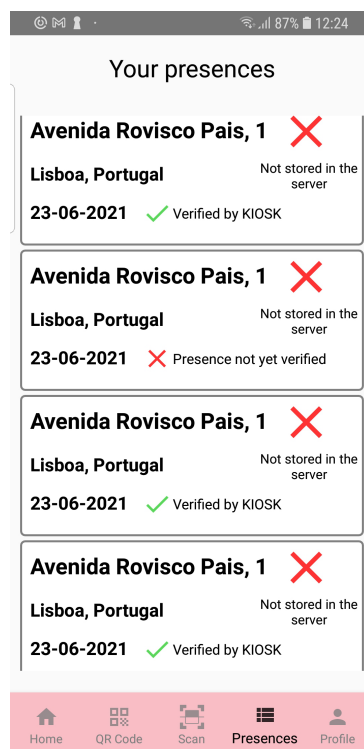 87% 12:24
Your presences
Avenida Rovisco Pais, 1
Not stored in the
server
Lisboa, Portugal
23-06-2021 Verified by KIOSK
Avenida Rovisco Pais, 1
Not stored in the
server
Lisboa, Portugal
23-06-2021 Presence not yet verified
Avenida Rovisco Pais, 1
Not stored in the
server
Lisboa, Portugal
23-06-2021 Verified by KIOSK
Avenida Rovisco Pais, 1
Not stored in the
server
Lisboa, Portugal
23-06-2021 Verified by KIOSK
Home QR Code Scan Presences Profile